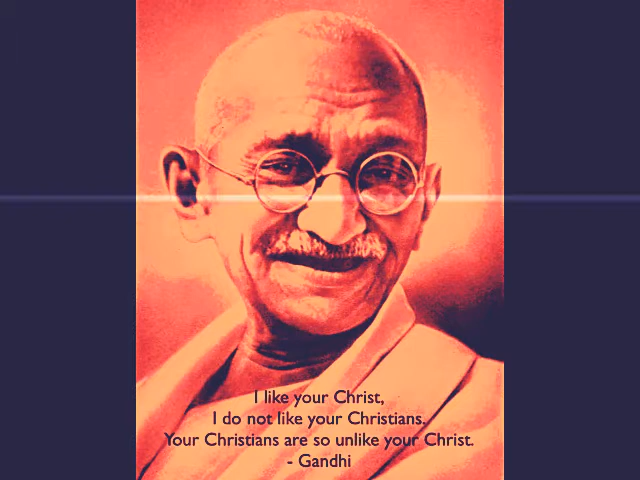 I like your Christ,
I do not like your Christians.
Your Christians are so unlike your Christ.
- Gandhi